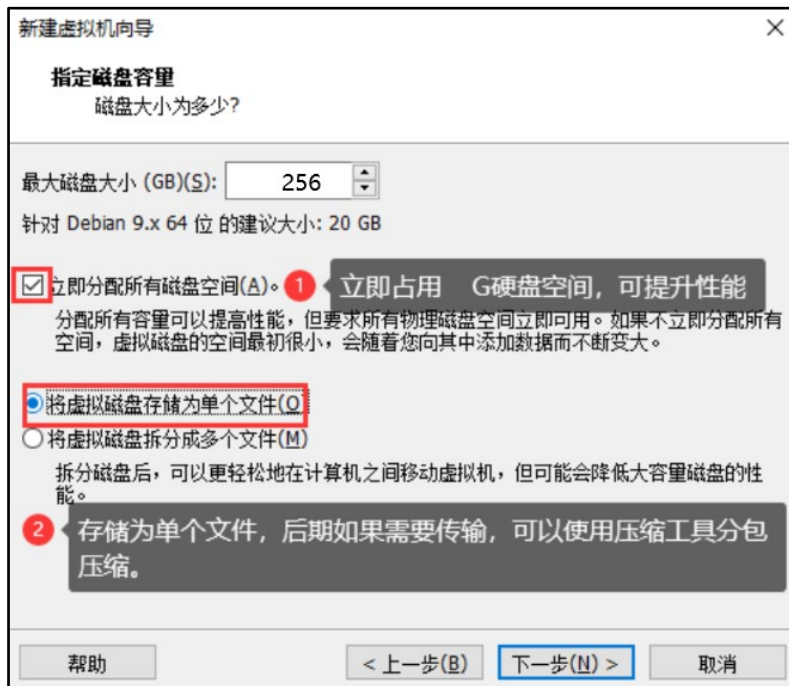 新建虚拟机向导
指定磁盘容量
磁盘大小为多少?
最大磁盘大小 (GB)(S): 256
针对 Debian 9.x 64 位 的建议大小: 20 GB
立即分配所有磁盘空间(A)。 1 立即占用 G硬盘空间，可提升性能
分配所有容量可以提高性能，但要求所有物理磁盘空间立即可用。如果不立即分配所有
空间，虚拟磁盘的空间最初很小，会随着您向其中添加数据而不断变大。
将虚拟磁盘存储为单个文件(O)
将虚拟磁盘拆分成多个文件(M)
拆分磁盘后，可以更轻松地在计算机之间移动虚拟机，但可能会降低大容量磁盘的性
能。
2 存储为单个文件，后期如果需要传输，可以使用压缩工具分包
压缩。
帮助 < 上一步(B) 下一步(N) > 取消